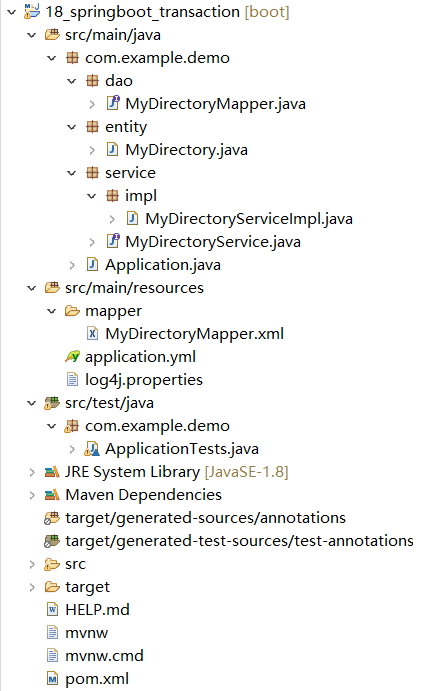 18_springboot_transaction [boot]
src/main/java
com.example.demo
dao
MyDirectoryMapper.java
entity
MyDirectory.java
service
impl
MyDirectoryServiceImpl.java
MyDirectoryService.java
Application.java
src/main/resources
mapper
MyDirectoryMapper.xml
application.yml
log4j.properties
src/test/java
com.example.demo
ApplicationTests.java
JRE System Library [JavaSE-1.8]
Maven Dependencies
target/generated-sources/annotations
target/generated-test-sources/test-annotations
src
target
HELP.md
mvnw
mvnw.cmd
pom.xml